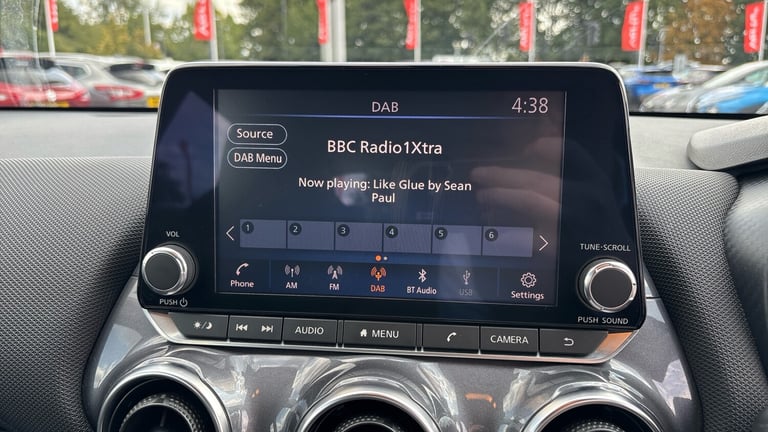 DAB
4:38
Source
DAB Menu
BBC Radio1Xtra
Now playing: Like Glue by Sean
Paul
1 2 3 4 5 6
VOL
PUSH
TUNE·SCROLL
PUSH SOUND
Phone
AM
FM
DAB
BT Audio
USB
Settings
AUDIO
MENU
CAMERA